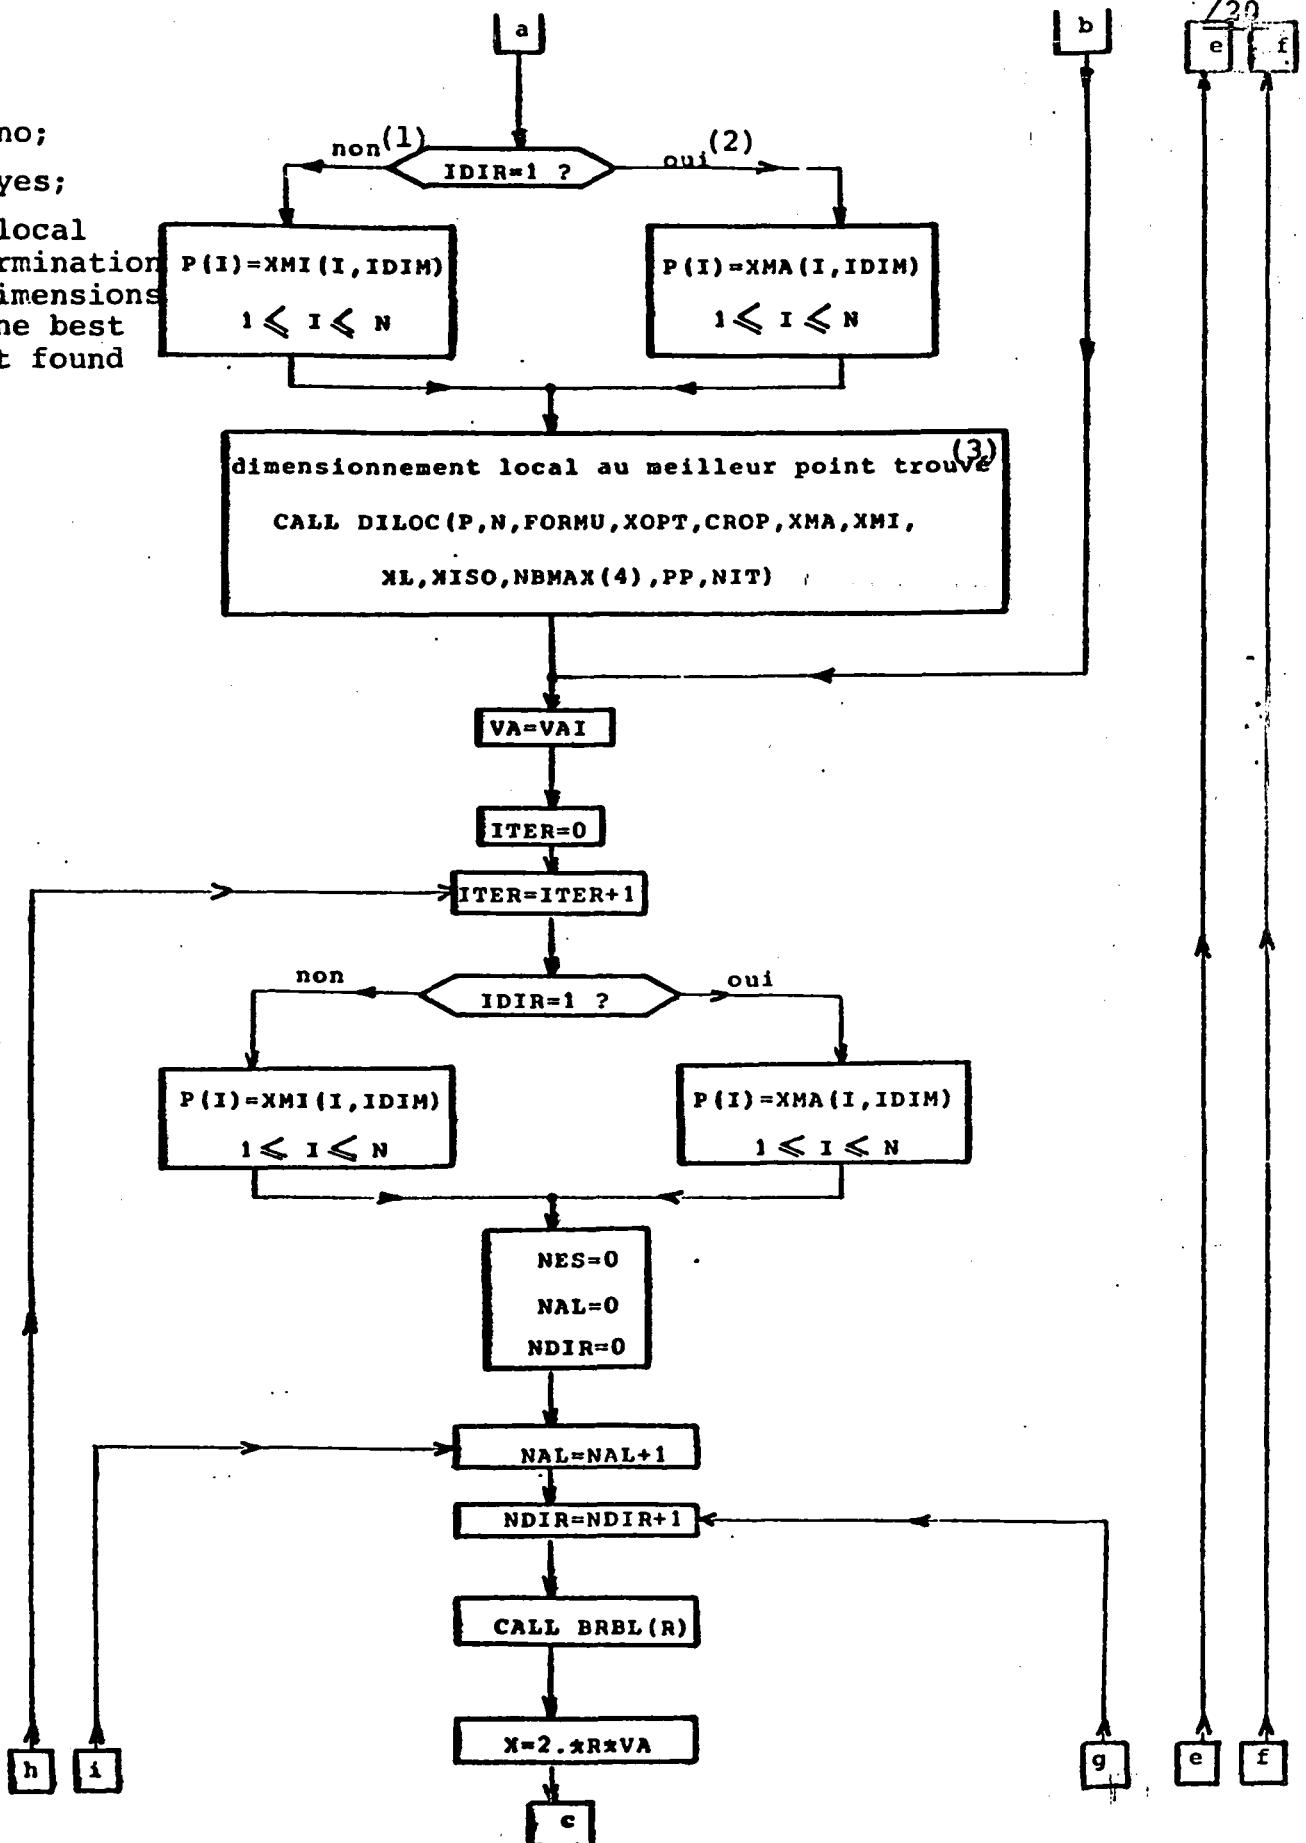 /20
a
b
e
f
no;
yes;
local
rmination
imensions
ne best
t found
non(1)
IDIR=1 ?
oui(2)
P(I)=XMI(I,IDIM)
1 ⩽ I ⩽ N
P(I)=XMA(I,IDIM)
1 ⩽ I ⩽ N
(3)
dimensionnement local au meilleur point trouvé
CALL DILOC(P,N,FORMU,XOPT,CROP,XMA,XMI,
XL,XISO,NBMAX(4),PP,NIT)
VA=VAI
ITER=0
ITER=ITER+1
non
IDIR=1 ?
oui
P(I)=XMI(I,IDIM)
1 ⩽ I ⩽ N
P(I)=XMA(I,IDIM)
1 ⩽ I ⩽ N
NES=0
NAL=0
NDIR=0
NAL=NAL+1
NDIR=NDIR+1
CALL BRBL(R)
X=2.*R*VA
h
i
g
e
f
c